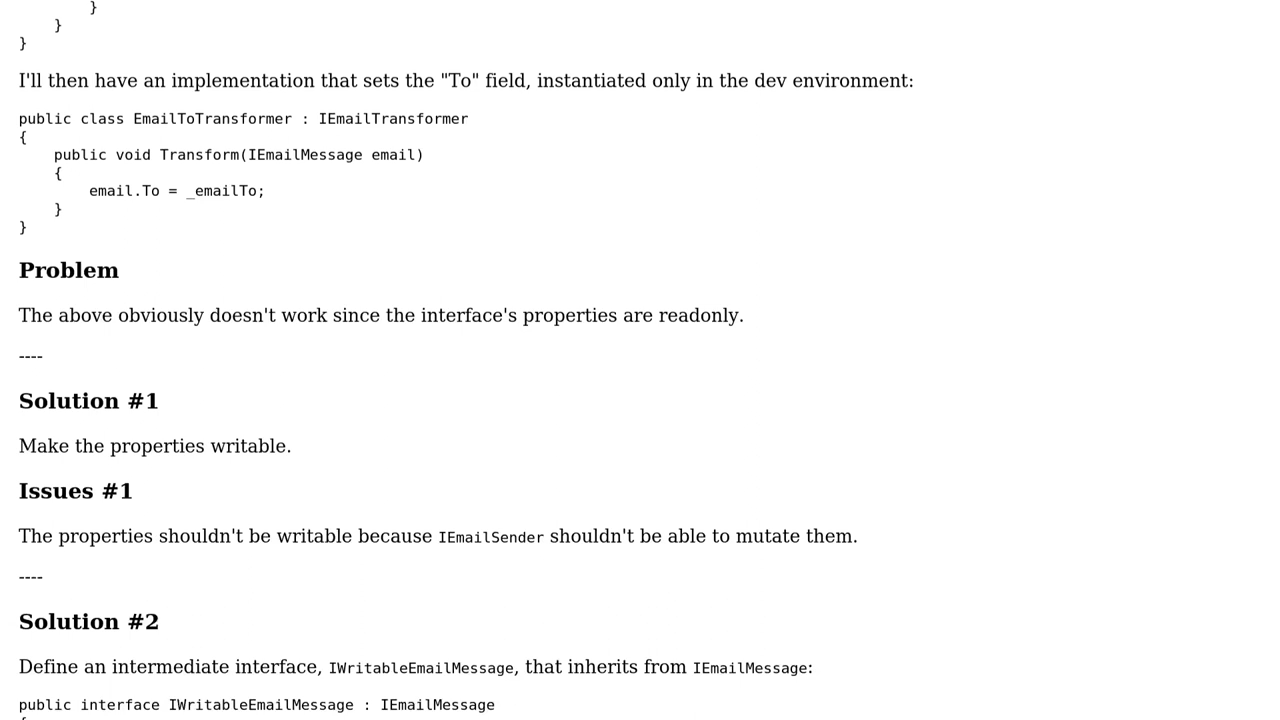 }
    }
}
I'll then have an implementation that sets the "To" field, instantiated only in the dev environment:
public class EmailToTransformer : IEmailTransformer
{
    public void Transform(IEmailMessage email)
    {
        email.To = _emailTo;
    }
}
Problem
The above obviously doesn't work since the interface's properties are readonly.
----
Solution #1
Make the properties writable.
Issues #1
The properties shouldn't be writable because IEmailSender shouldn't be able to mutate them.
----
Solution #2
Define an intermediate interface, IWritableEmailMessage, that inherits from IEmailMessage:
public interface IWritableEmailMessage : IEmailMessage
{